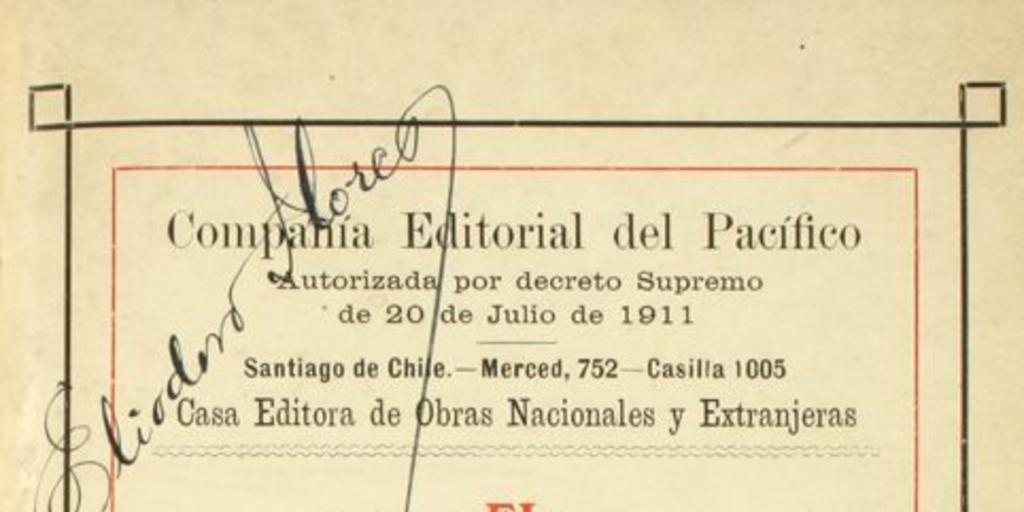 Eliodoro Flores
Compañía Editorial del Pacífico
Autorizada por decreto Supremo
de 20 de Julio de 1911
Santiago de Chile.—Merced, 752—Casilla 1005
Casa Editora de Obras Nacionales y Extranjeras
EL